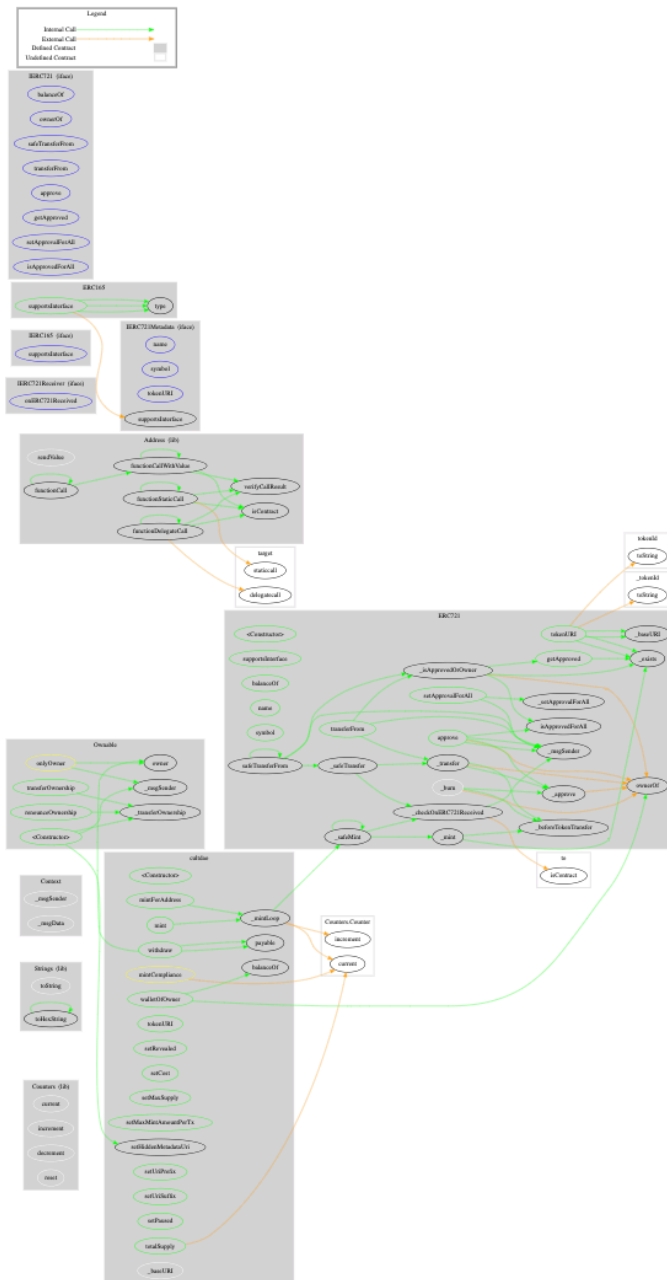 Legend
Internal Call
External Call
Defined Contract
Undefined Contract
IERC721 (iface)
balanceOf
ownerOf
safeTransferFrom
transferFrom
approve
getApproved
setApprovalForAll
isApprovedForAll
ERC165
supportsInterface
type
IERC165 (iface)
supportsInterface
IERC721Metadata (iface)
name
symbol
tokenURI
supportsInterface
IERC721Receiver (iface)
onERC721Received
Address (lib)
sendValue
functionCall
functionCallWithValue
functionStaticCall
functionDelegateCall
verifyCallResult
isContract
target
staticcall
delegatecall
tokenId
toString
_tokenId
toString
ERC721
<Constructor>
supportsInterface
balanceOf
name
symbol
safeTransferFrom
_isApprovedOrOwner
setApprovalForAll
transferFrom
approve
_safeTransfer
_transfer
_burn
_checkOnERC721Received
_safeMint
_mint
tokenURI
getApproved
_baseURI
_exists
_setApprovalForAll
isApprovedForAll
_msgSender
ownerOf
_approve
_beforeTokenTransfer
to
isContract
Ownable
onlyOwner
transferOwnership
renounceOwnership
<Constructor>
owner
_msgSender
_transferOwnership
Context
_msgSender
_msgData
Strings (lib)
toString
toHexString
Counters (lib)
current
increment
decrement
reset
<Constructor>
mintForAddress
mint
withdraw
mintCompliance
walletOfOwner
tokenURI
setRevealed
setCost
setMaxSupply
setMaxMintAmountPerTx
setHiddenMetadataUri
setUriPrefix
setUriSuffix
setPaused
totalSupply
_baseURI
_mintLoop
payable
balanceOf
Counters.Counter
increment
current